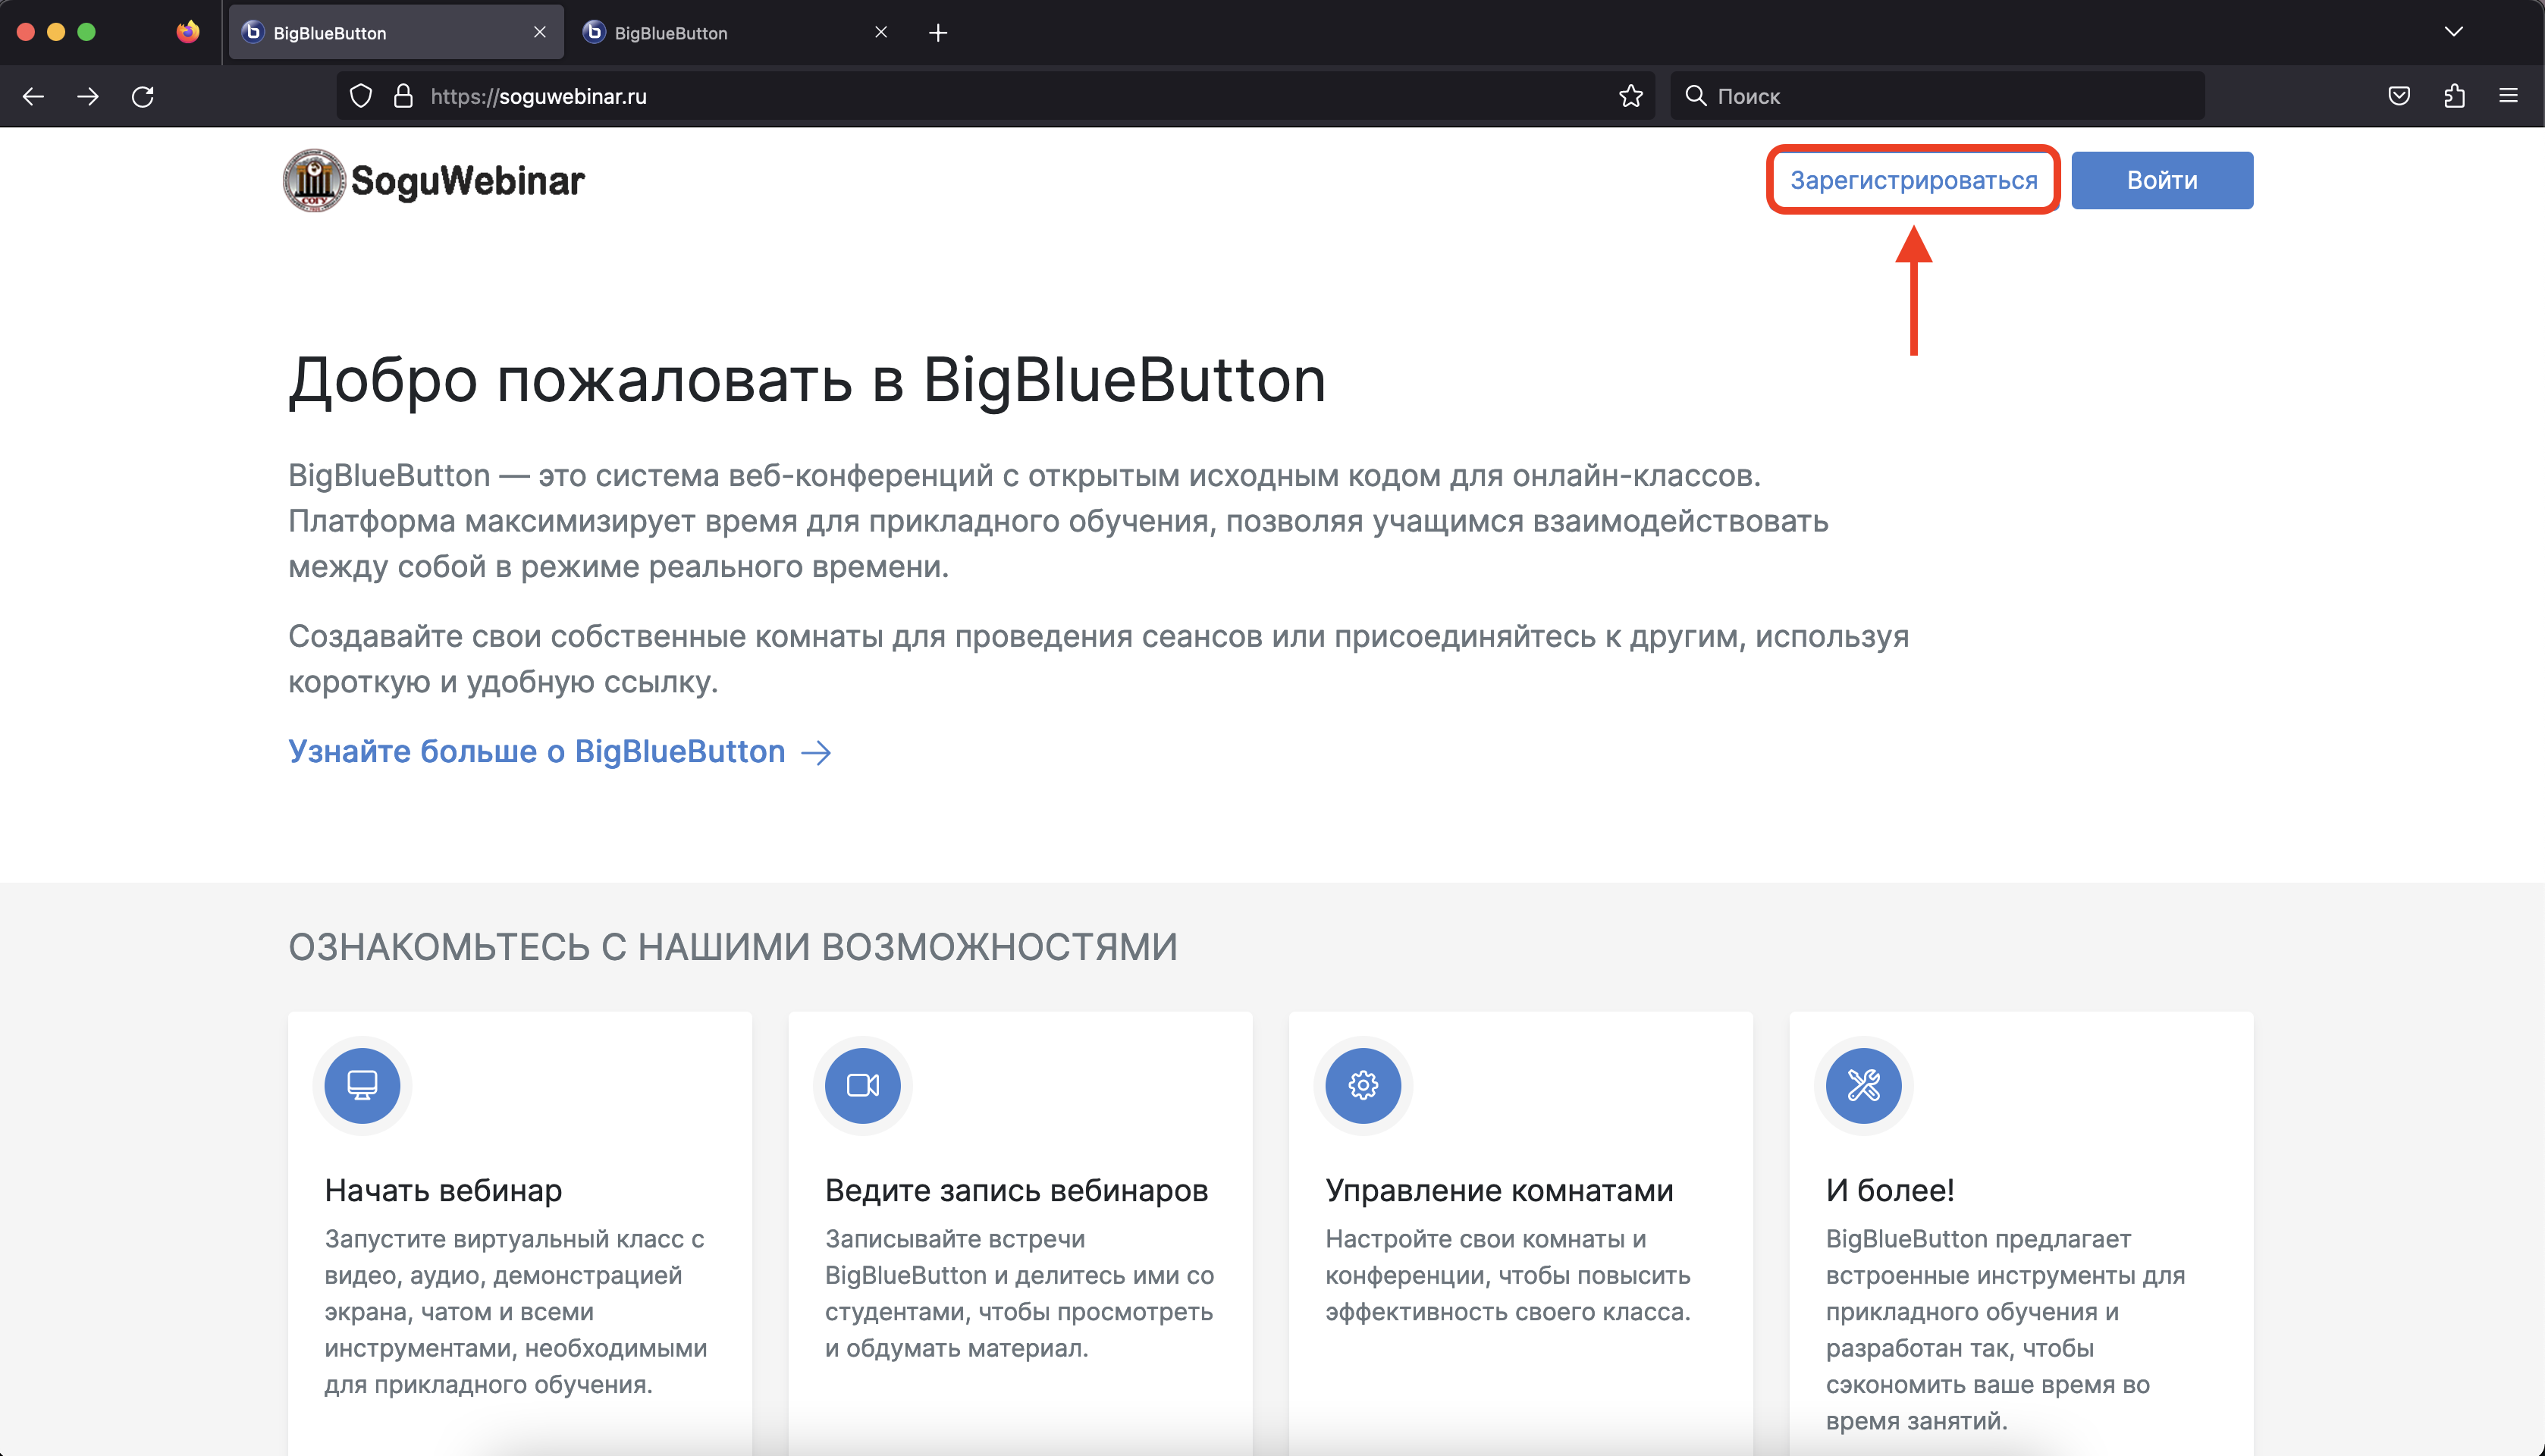 BigBlueButton
BigBlueButton
https://soguwebinar.ru
Поиск
СОГУ
SoguWebinar
Зарегистрироваться
Войти
Добро пожаловать в BigBlueButton
BigBlueButton — это система веб-конференций с открытым исходным кодом для онлайн-классов.
Платформа максимизирует время для прикладного обучения, позволяя учащимся взаимодействовать
между собой в режиме реального времени.
Создавайте свои собственные комнаты для проведения сеансов или присоединяйтесь к другим, используя
короткую и удобную ссылку.
Узнайте больше о BigBlueButton
ОЗНАКОМЬТЕСЬ С НАШИМИ ВОЗМОЖНОСТЯМИ
Начать вебинар
Запустите виртуальный класс с
видео, аудио, демонстрацией
экрана, чатом и всеми
инструментами, необходимыми
для прикладного обучения.
Ведите запись вебинаров
Записывайте встречи
BigBlueButton и делитесь ими со
студентами, чтобы просмотреть
и обдумать материал.
Управление комнатами
Настройте свои комнаты и
конференции, чтобы повысить
эффективность своего класса.
И более!
BigBlueButton предлагает
встроенные инструменты для
прикладного обучения и
разработан так, чтобы
сэкономить ваше время во
время занятий.